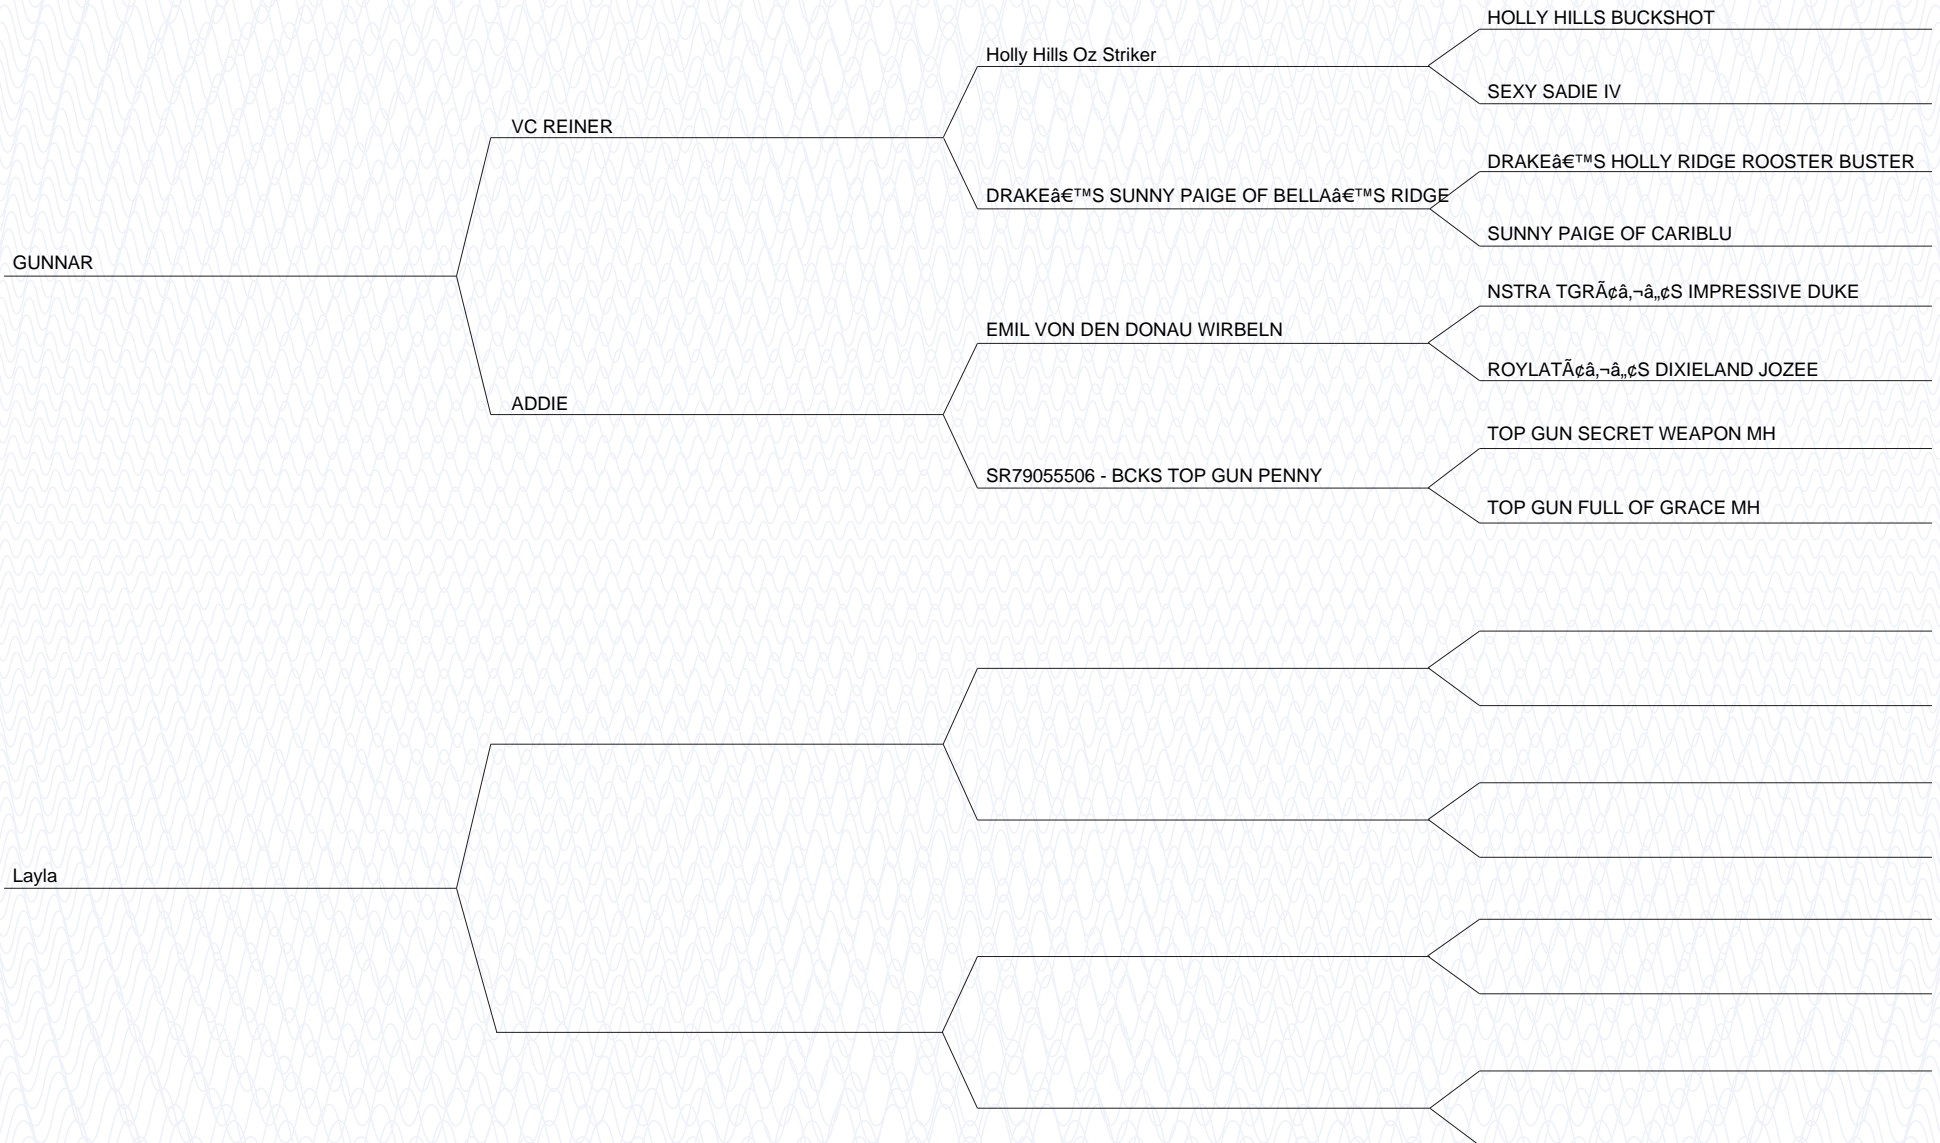 HOLLY HILLS BUCKSHOT
Holly Hills Oz Striker
SEXY SADIE IV
VC REINER
DRAKEâ€™S HOLLY RIDGE ROOSTER BUSTER
DRAKEâ€™S SUNNY PAIGE OF BELLAâ€™S RIDGE
SUNNY PAIGE OF CARIBLU
GUNNAR
NSTRA TGRÃ¢â‚¬â„¢S IMPRESSIVE DUKE
EMIL VON DEN DONAU WIRBELN
ROYLATÃ¢â‚¬â„¢S DIXIELAND JOZEE
ADDIE
TOP GUN SECRET WEAPON MH
SR79055506 - BCKS TOP GUN PENNY
TOP GUN FULL OF GRACE MH
Layla